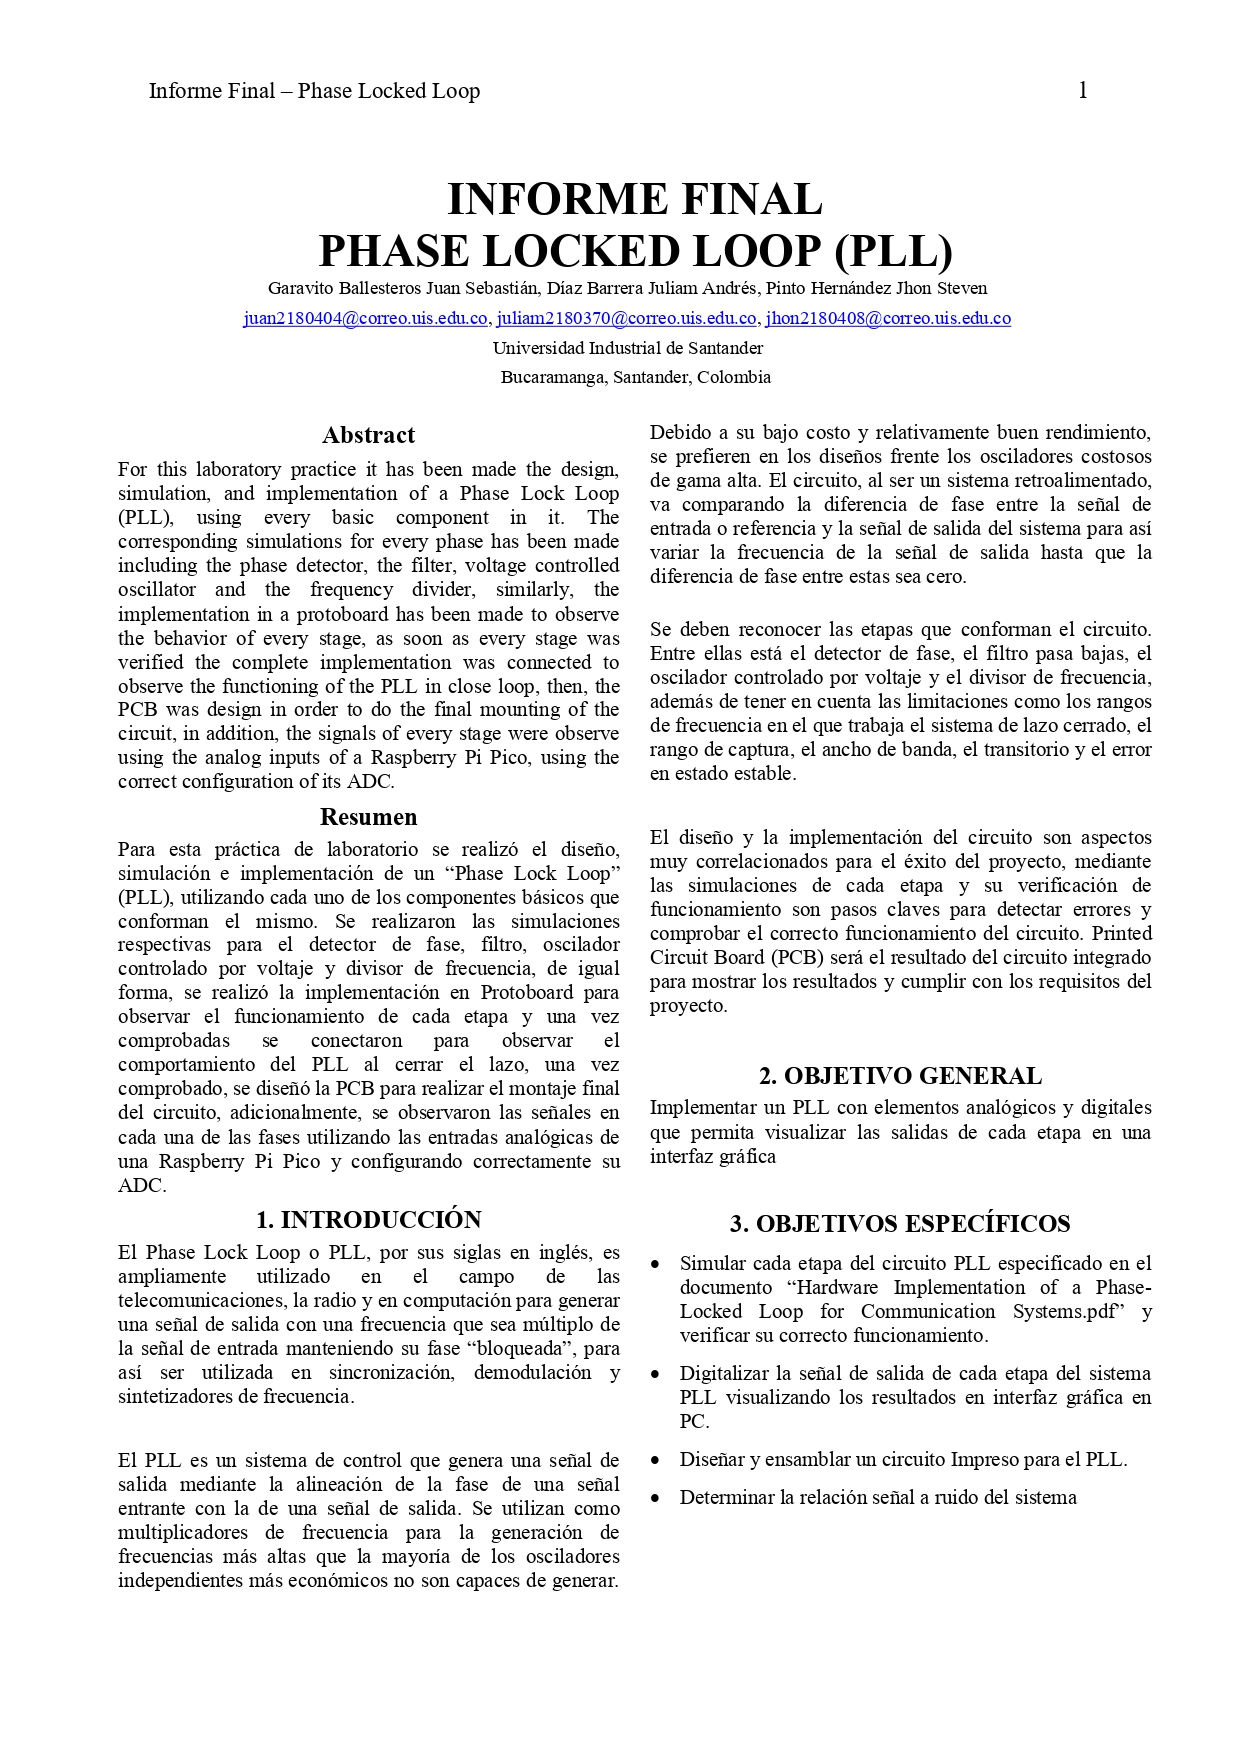 Informe Final – Phase Locked Loop 1
INFORME FINAL
PHASE LOCKED LOOP (PLL)
Garavito Ballesteros Juan Sebastián, Díaz Barrera Juliam Andrés, Pinto Hernández Jhon Steven
juan2180404@correo.uis.edu.co, juliam2180370@correo.uis.edu.co, jhon2180408@correo.uis.edu.co
Universidad Industrial de Santander
Bucaramanga, Santander, Colombia
Abstract
For this laboratory practice it has been made the design,
simulation, and implementation of a Phase Lock Loop
(PLL), using every basic component in it. The
corresponding simulations for every phase has been made
including the phase detector, the filter, voltage controlled
oscillator and the frequency divider, similarly, the
implementation in a protoboard has been made to observe
the behavior of every stage, as soon as every stage was
verified the complete implementation was connected to
observe the functioning of the PLL in close loop, then, the
PCB was design in order to do the final mounting of the
circuit, in addition, the signals of every stage were observe
using the analog inputs of a Raspberry Pi Pico, using the
correct configuration of its ADC.
Resumen
Para esta práctica de laboratorio se realizó el diseño,
simulación e implementación de un “Phase Lock Loop”
(PLL), utilizando cada uno de los componentes básicos que
conforman el mismo. Se realizaron las simulaciones
respectivas para el detector de fase, filtro, oscilador
controlado por voltaje y divisor de frecuencia, de igual
forma, se realizó la implementación en Protoboard para
observar el funcionamiento de cada etapa y una vez
comprobadas se conectaron para observar el
comportamiento del PLL al cerrar el lazo, una vez
comprobado, se diseñó la PCB para realizar el montaje final
del circuito, adicionalmente, se observaron las señales en
cada una de las fases utilizando las entradas analógicas de
una Raspberry Pi Pico y configurando correctamente su
ADC.
1. INTRODUCCIÓN
El Phase Lock Loop o PLL, por sus siglas en inglés, es
ampliamente utilizado en el campo de las
telecomunicaciones, la radio y en computación para generar
una señal de salida con una frecuencia que sea múltiplo de
la señal de entrada manteniendo su fase “bloqueada”, para
así ser utilizada en sincronización, demodulación y
sintetizadores de frecuencia.
El PLL es un sistema de control que genera una señal de
salida mediante la alineación de la fase de una señal
entrante con la de una señal de salida. Se utilizan como
multiplicadores de frecuencia para la generación de
frecuencias más altas que la mayoría de los osciladores
independientes más económicos no son capaces de generar.
Debido a su bajo costo y relativamente buen rendimiento,
se prefieren en los diseños frente los osciladores costosos
de gama alta. El circuito, al ser un sistema retroalimentado,
va comparando la diferencia de fase entre la señal de
entrada o referencia y la señal de salida del sistema para así
variar la frecuencia de la señal de salida hasta que la
diferencia de fase entre estas sea cero.
Se deben reconocer las etapas que conforman el circuito.
Entre ellas está el detector de fase, el filtro pasa bajas, el
oscilador controlado por voltaje y el divisor de frecuencia,
además de tener en cuenta las limitaciones como los rangos
de frecuencia en el que trabaja el sistema de lazo cerrado, el
rango de captura, el ancho de banda, el transitorio y el error
en estado estable.
El diseño y la implementación del circuito son aspectos
muy correlacionados para el éxito del proyecto, mediante
las simulaciones de cada etapa y su verificación de
funcionamiento son pasos claves para detectar errores y
comprobar el correcto funcionamiento del circuito. Printed
Circuit Board (PCB) será el resultado del circuito integrado
para mostrar los resultados y cumplir con los requisitos del
proyecto.
2. OBJETIVO GENERAL
Implementar un PLL con elementos analógicos y digitales
que permita visualizar las salidas de cada etapa en una
interfaz gráfica
3. OBJETIVOS ESPECÍFICOS
• Simular cada etapa del circuito PLL especificado en el
documento “Hardware Implementation of a Phase-
Locked Loop for Communication Systems.pdf” y
verificar su correcto funcionamiento.
• Digitalizar la señal de salida de cada etapa del sistema
PLL visualizando los resultados en interfaz gráfica en
PC.
• Diseñar y ensamblar un circuito Impreso para el PLL.
• Determinar la relación señal a ruido del sistema